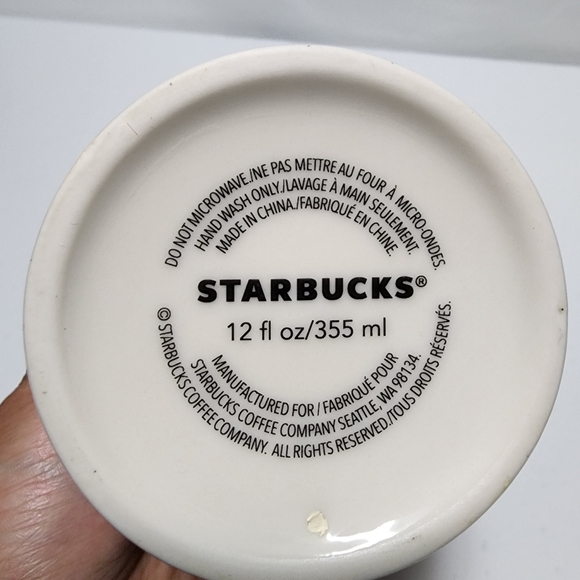 DO NOT MICROWAVE./NE PAS METTRE AU FOUR À MICRO-ONDES.
HAND WASH ONLY./LAVAGE À MAIN SEULEMENT.
MADE IN CHINA./FABRIQUÉ EN CHINE.
STARBUCKS®
12 fl oz/355 ml
MANUFACTURED FOR / FABRIQUÉ POUR
STARBUCKS COFFEE COMPANY SEATTLE, WA 98134.
© STARBUCKS COFFEE COMPANY. ALL RIGHTS RESERVED./TOUS DROITS RÉSERVÉS.